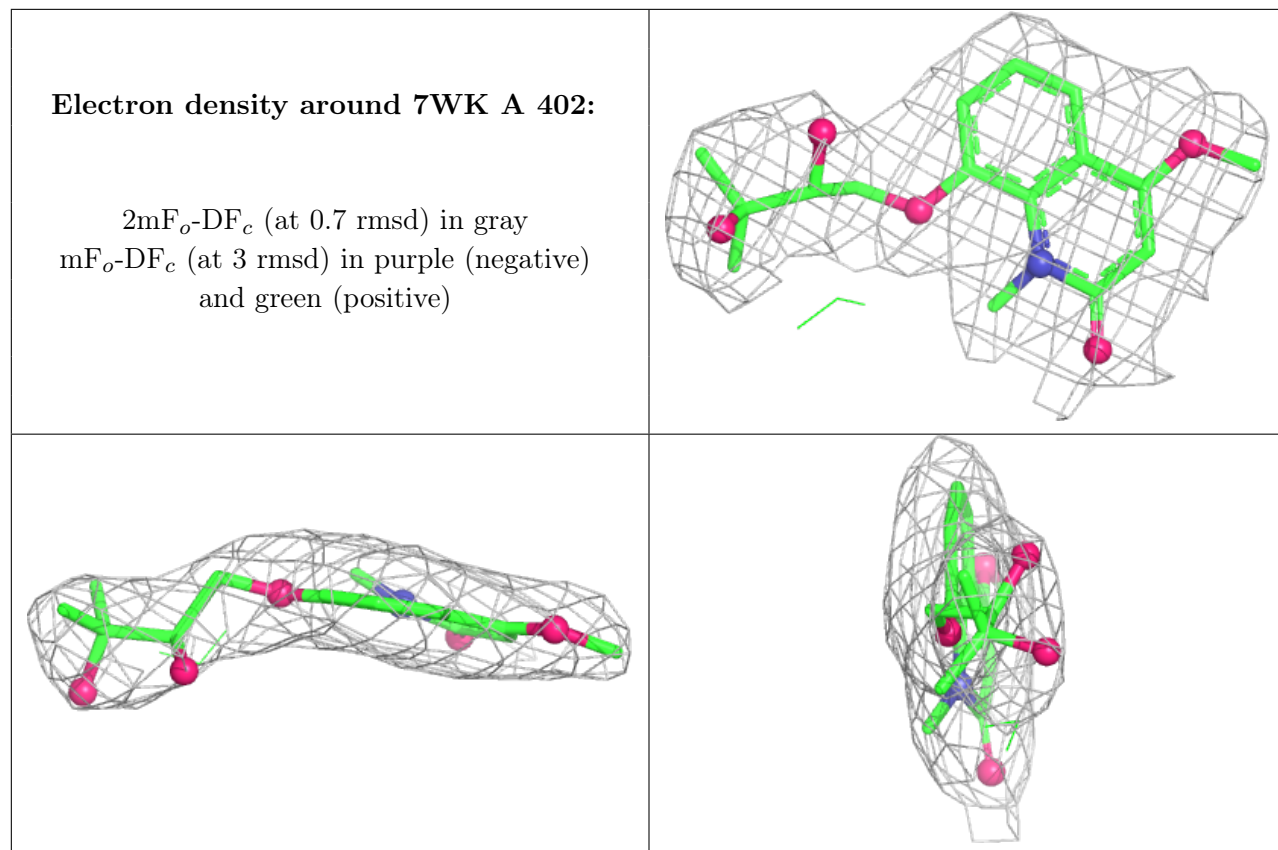 Electron density around 7WK A 402:
2mFo-DFc (at 0.7 rmsd) in gray
mFo-DFc (at 3 rmsd) in purple (negative)
and green (positive)